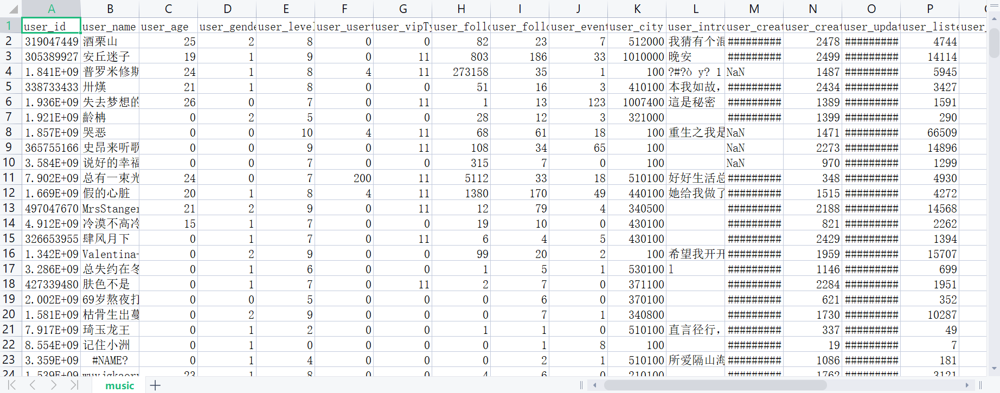 A B C D E F G H I J K L M N O P
1 user_id user_name user_age user_gende user_level user_usert user_vipTy user_follo user_follo user_event user_city user_intro user_creat user_creat user_updat user_liste user_
2 319047449 酒栗山 25 2 8 0 0 82 23 7 512000 我猜有个混 ######### 2478 ######### 4744
3 305389927 安丘迷子 19 1 9 0 11 803 186 33 1010000 晚安 ######### 2499 ######### 14114
4 1.841E+09 普罗米修斯 24 1 8 4 11 273158 35 1 100 ?#?ò y? l NaN 1487 ######### 5945
5 338733433 卅熯 21 1 8 0 0 51 16 3 410100 本我如故, ######### 2434 ######### 3427
6 1.936E+09 失去梦想的 26 0 7 0 11 1 13 123 1007400 這是秘密 ######### 1389 ######### 1591
7 1.921E+09 齡柟 0 2 5 0 0 28 12 3 321000 ######### 1399 ######### 290
8 1.857E+09 哭恶 0 0 10 4 11 68 61 18 100 重生之我是 NaN 1471 ######### 66509
9 365755166 史昂来听歌 0 0 9 0 11 108 34 65 100 NaN 2273 ######### 14896
10 3.584E+09 说好的幸福 0 0 7 0 0 315 7 0 100 NaN 970 ######### 1299
11 7.902E+09 总有一束光 24 0 7 200 11 5112 33 18 510100 好好生活总 ######### 348 ######### 4930
12 1.669E+09 假的心脏 20 1 8 4 11 1380 170 49 440100 她给我做了 ######### 1515 ######### 4272
13 497047670 MrsStanger 21 2 9 0 11 12 79 4 340500 ######### 2188 ######### 14568
14 4.912E+09 冷漠不高冷 15 1 7 0 0 19 10 0 430100 ######### 821 ######### 2262
15 326653955 肆风月下 0 1 7 0 11 6 4 5 430100 ######### 2429 ######### 1394
16 1.342E+09 Valentina- 0 2 9 0 0 99 20 2 100 希望我开开 ######### 1959 ######### 15707
17 3.286E+09 总失约在冬 0 1 6 0 0 1 5 1 530100 l ######### 1146 ######### 699
18 427339480 肤色不是 0 1 7 0 11 2 7 0 371100 ######### 2284 ######### 1951
19 2.002E+09 69岁熬夜打 0 0 5 0 0 0 6 0 370100 ######### 621 ######### 352
20 1.581E+09 枯骨生出蔓 0 2 9 0 0 0 7 1 340800 ######### 1730 ######### 10287
21 7.917E+09 琦玉龙王 0 1 2 0 0 1 1 0 510100 直言径行, ######### 337 ######### 49
22 8.554E+09 记住小洲 0 1 0 0 0 0 1 8 100 ######### 19 ######### 7
23 3.359E+09 #NAME? 0 1 4 0 0 0 2 1 510100 所爱隔山海 ######### 1086 ######### 181
24 1.539E+09 23 1 8 0 0 4 6 0 210100 ######### 1762 ######### 3121
music